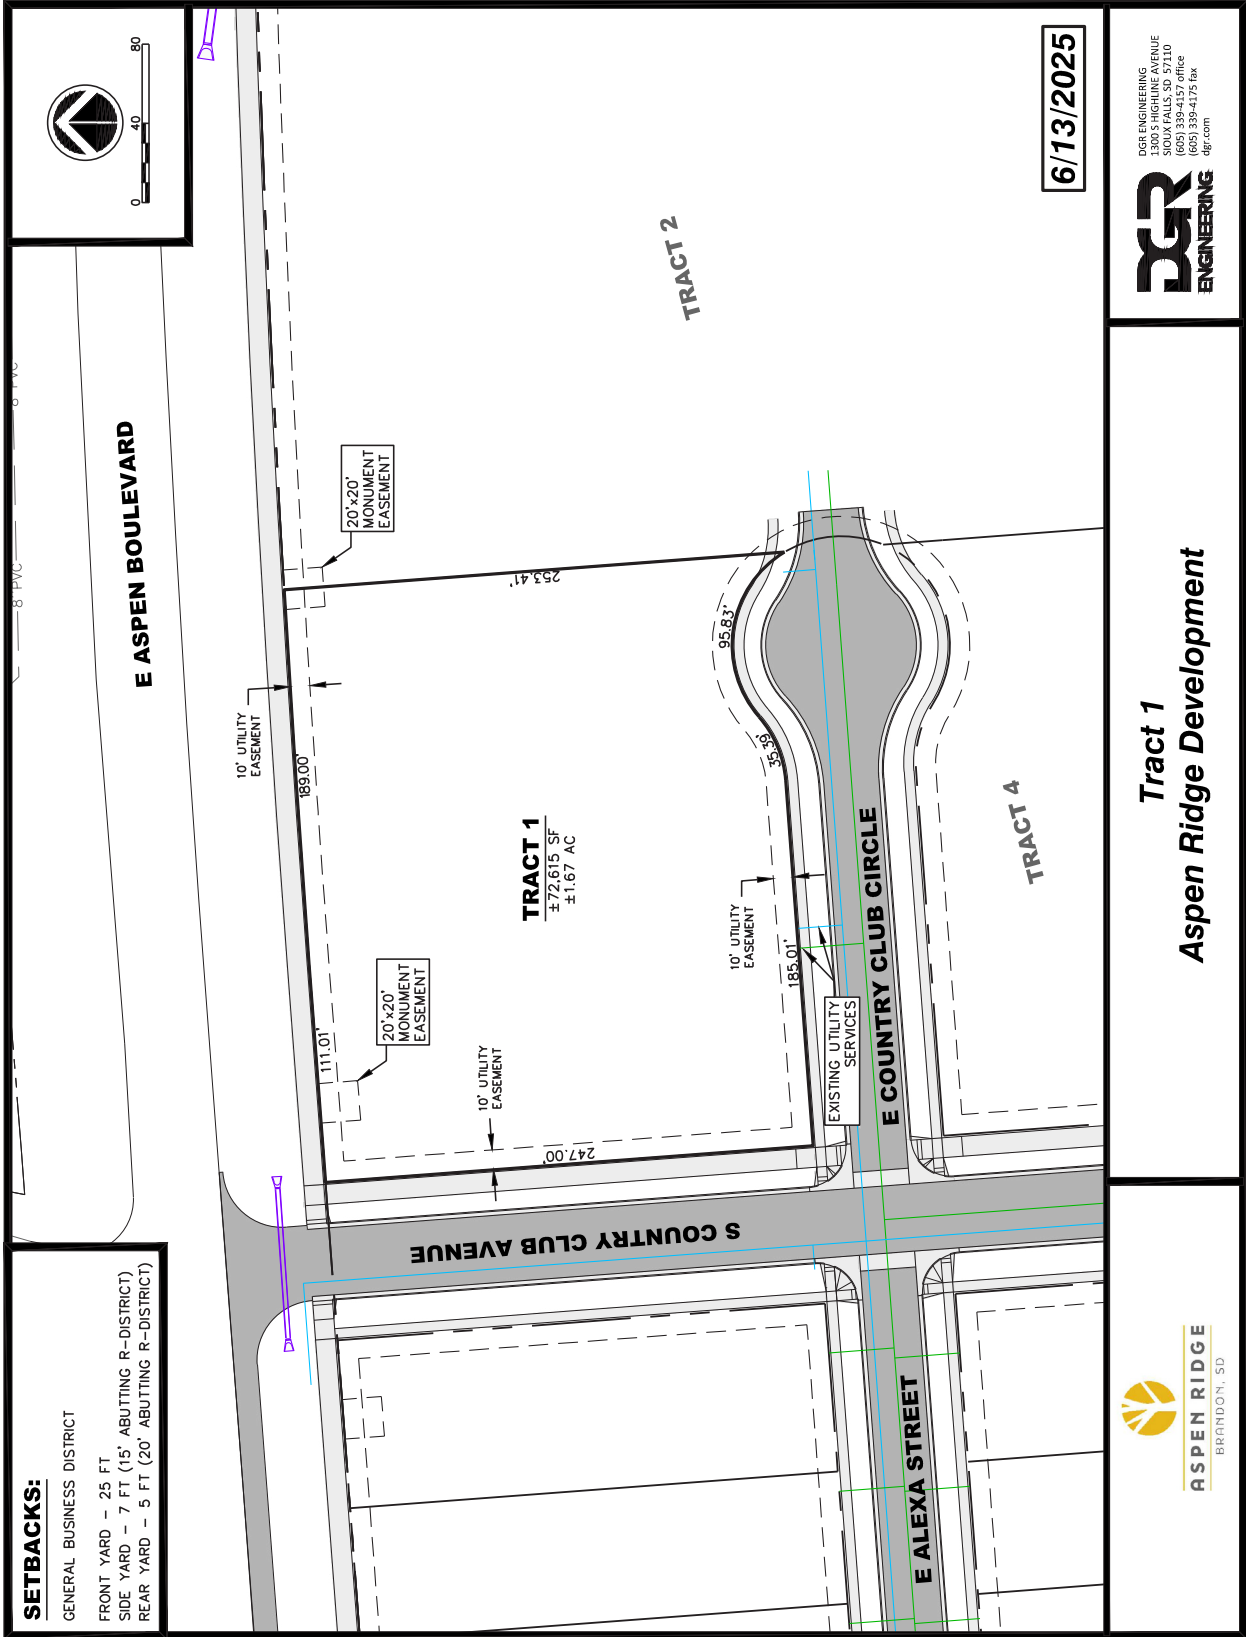 SETBACKS:
GENERAL BUSINESS DISTRICT
FRONT YARD – 25 FT
SIDE YARD – 7 FT (15' ABUTTING R–DISTRICT)
REAR YARD – 5 FT (20' ABUTTING R–DISTRICT)
0 40 80
8" PVC
8" PVC
E ASPEN BOULEVARD
10' UTILITY
EASEMENT
20'x20'
MONUMENT
EASEMENT
111.01'
189.00'
20'x20'
MONUMENT
EASEMENT
10' UTILITY
EASEMENT
247.00'
253.41'
TRACT 1
±72,615 SF
±1.67 AC
TRACT 2
10' UTILITY
EASEMENT
185.01'
35.39'
95.83'
EXISTING UTILITY
SERVICES
S COUNTRY CLUB AVENUE
E COUNTRY CLUB CIRCLE
E ALEXA STREET
TRACT 4
6/13/2025
ASPEN RIDGE
BRANDON, SD
Tract 1
Aspen Ridge Development
DGR
ENGINEERING
DGR ENGINEERING
1300 S HIGHLINE AVENUE
SIOUX FALLS, SD 57110
(605) 339-4157 office
(605) 339-4175 fax
dgr.com